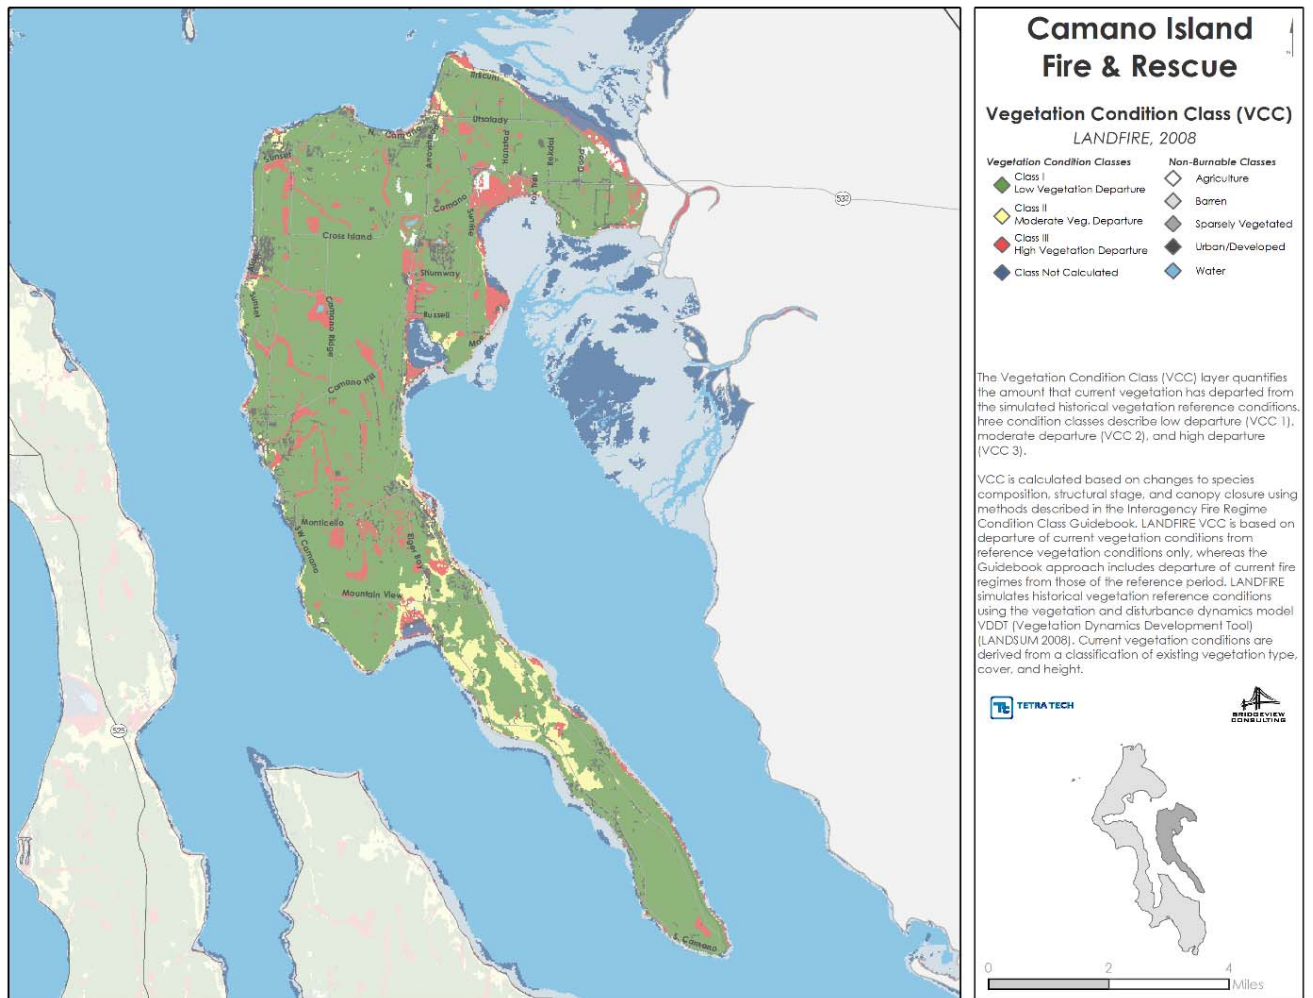 Camano Island
Fire & Rescue
Vegetation Condition Class (VCC)
LANDFIRE, 2008
Vegetation Condition Classes
Class I
Low Vegetation Departure
Class II
Moderate Veg. Departure
Class III
High Vegetation Departure
Class Not Calculated
Non-Burnable Classes
Agriculture
Barren
Sparsely Vegetated
Urban/Developed
Water
The Vegetation Condition Class (VCC) layer quantifies
the amount that current vegetation has departed from
the simulated historical vegetation reference conditions.
hree condition classes describe low departure (VCC 1),
moderate departure (VCC 2), and high departure
(VCC 3).
VCC is calculated based on changes to species
composition, structural stage, and canopy closure using
methods described in the Interagency Fire Regime
Condition Class Guidebook. LANDFIRE VCC is based on
departure of current vegetation conditions from
reference vegetation conditions only, whereas the
Guidebook approach includes departure of current fire
regimes from those of the reference period. LANDFIRE
simulates historical vegetation reference conditions
using the vegetation and disturbance dynamics model
VDDT (Vegetation Dynamics Development Tool)
(LANDSUM 2008). Current vegetation conditions are
derived from a classification of existing vegetation type,
cover, and height.
Tt TETRA TECH
BRIDGEVIEW
CONSULTING
0 2 4
Miles
Utsalady
N. Camano
Sunset
Camano
Sunrise
Cross Island
Shumway
Sunset
Camano Ridge
Russell
Camano Hill
Monticello
SW Camano
Elger Bay
Mountain View
S. Camano
532
525